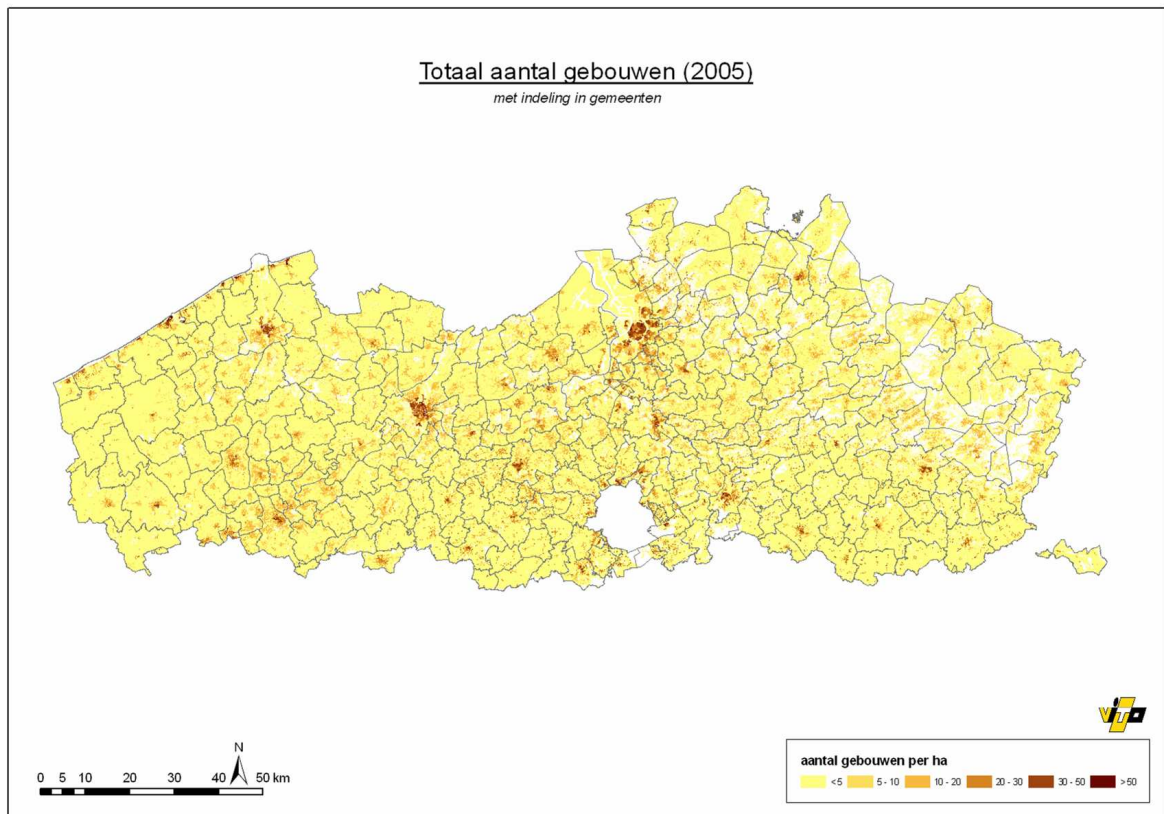 Totaal aantal gebouwen (2005)
met indeling in gemeenten
vito
N
0 5 10 20 30 40 50 km
aantal gebouwen per ha
<5 5 - 10 10 - 20 20 - 30 30 - 50 >50